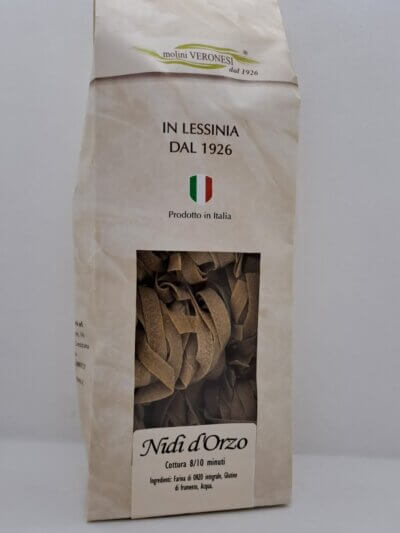 molini VERONESI ®
dal 1926
IN LESSINIA
DAL 1926
Prodotto in Italia
Nidi d'Orzo
Cottura 8/10 minuti
Ingredienti: Farina di ORZO integrale, Glutine
di frumento, Acqua.